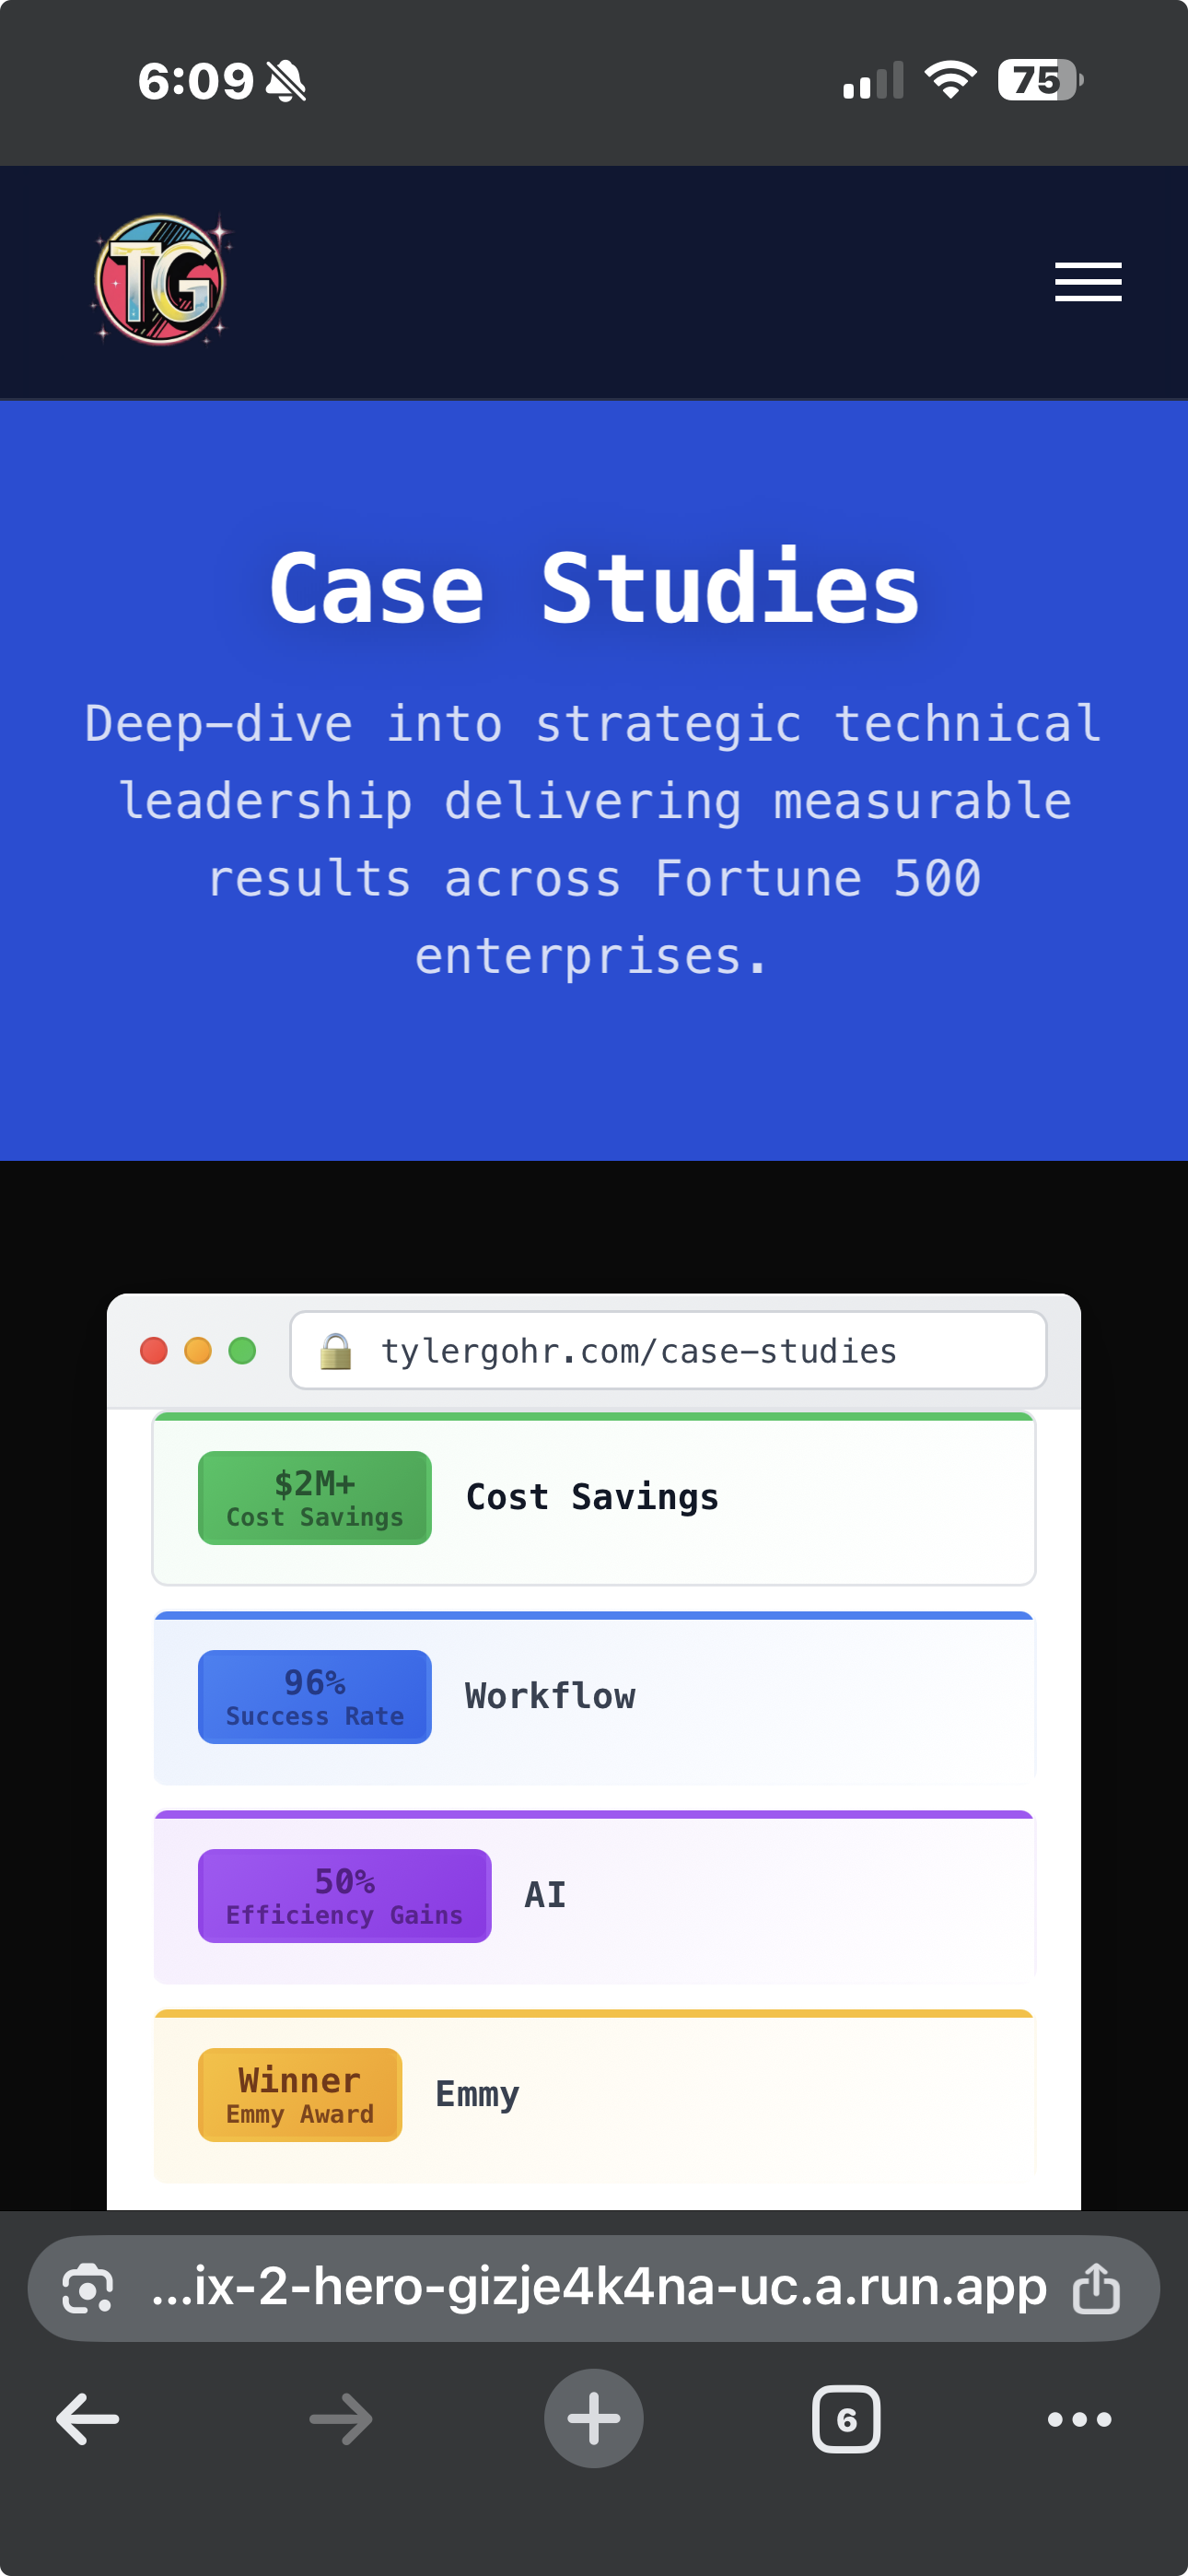 6:09
75
TG
Case Studies
Deep-dive into strategic technical
leadership delivering measurable
results across Fortune 500
enterprises.
tylergohr.com/case-studies
$2M+
Cost Savings
Cost Savings
96%
Success Rate
Workflow
50%
Efficiency Gains
AI
Winner
Emmy Award
Emmy
...ix-2-hero-gizje4k4na-uc.a.run.app
6